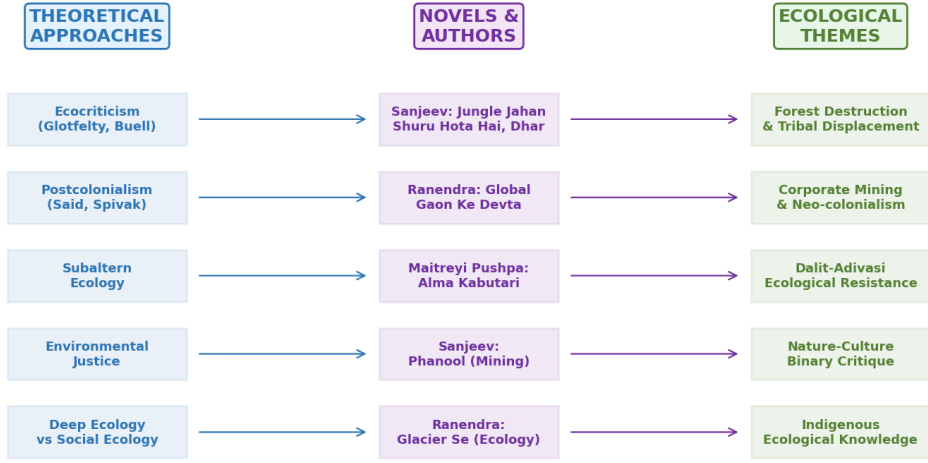 THEORETICAL
APPROACHES
NOVELS &
AUTHORS
ECOLOGICAL
THEMES
Ecocriticism
(Glotfelty, Buell)
Sanjeev: Jungle Jahan
Shuru Hota Hai, Dhar
Forest Destruction
& Tribal Displacement
Postcolonialism
(Said, Spivak)
Ranendra: Global
Gaon Ke Devta
Corporate Mining
& Neo-colonialism
Subaltern
Ecology
Maitreyi Pushpa:
Alma Kabutari
Dalit-Adivasi
Ecological Resistance
Environmental
Justice
Sanjeev:
Phanool (Mining)
Nature-Culture
Binary Critique
Deep Ecology
vs Social Ecology
Ranendra:
Glacier Se (Ecology)
Indigenous
Ecological Knowledge